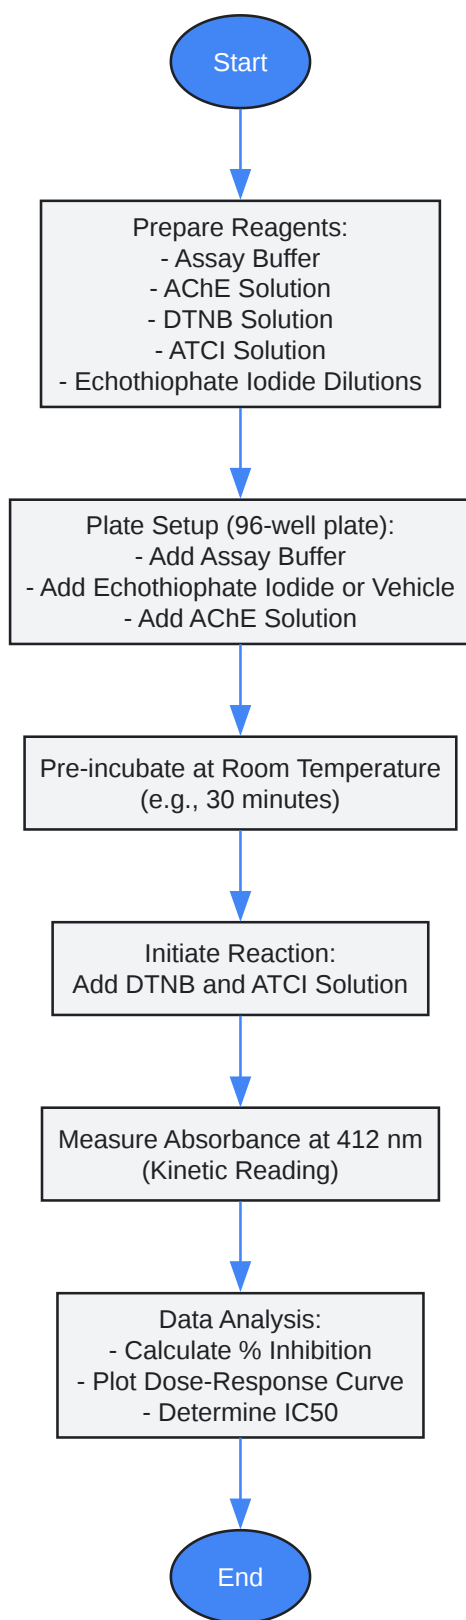 Start
Prepare Reagents:
- Assay Buffer
- AChE Solution
- DTNB Solution
- ATCI Solution
- Echothiophate Iodide Dilutions
Plate Setup (96-well plate):
- Add Assay Buffer
- Add Echothiophate Iodide or Vehicle
- Add AChE Solution
Pre-incubate at Room Temperature
(e.g., 30 minutes)
Initiate Reaction:
Add DTNB and ATCI Solution
Measure Absorbance at 412 nm
(Kinetic Reading)
Data Analysis:
- Calculate % Inhibition
- Plot Dose-Response Curve
- Determine IC50
End